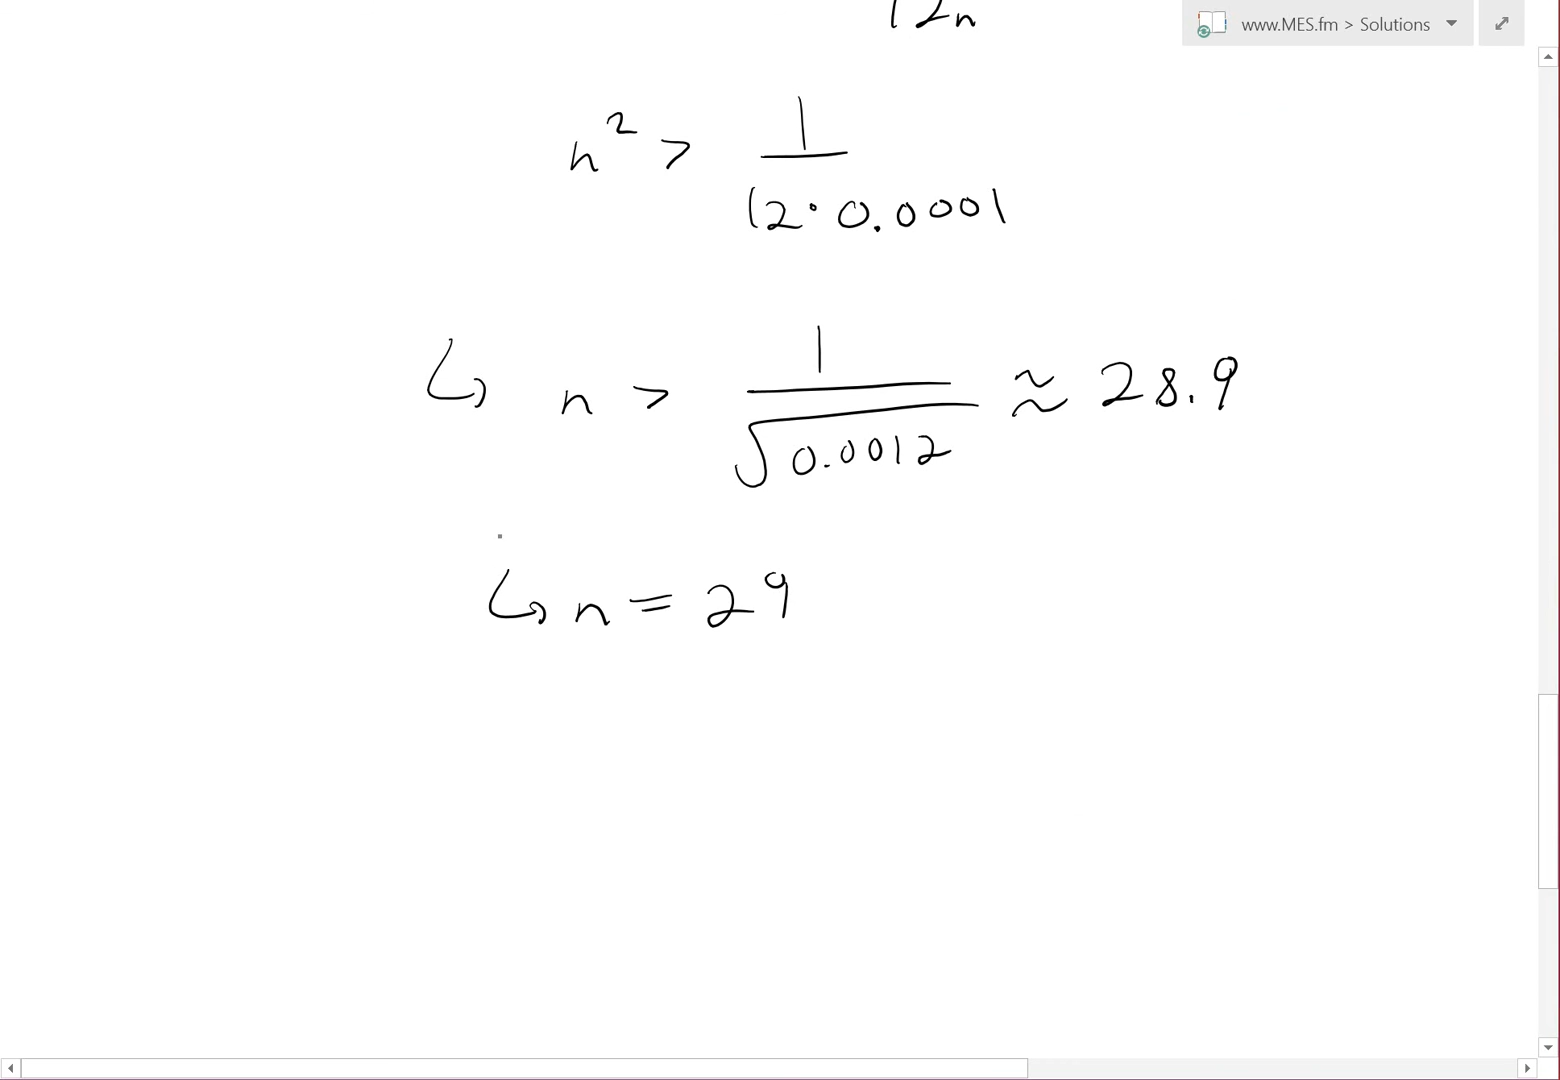 12n
www.MES.fm > Solutions
n² > 1
12·0.0001
↳ n > 1 ≈ 28.9
√0.0012
↳ n = 29